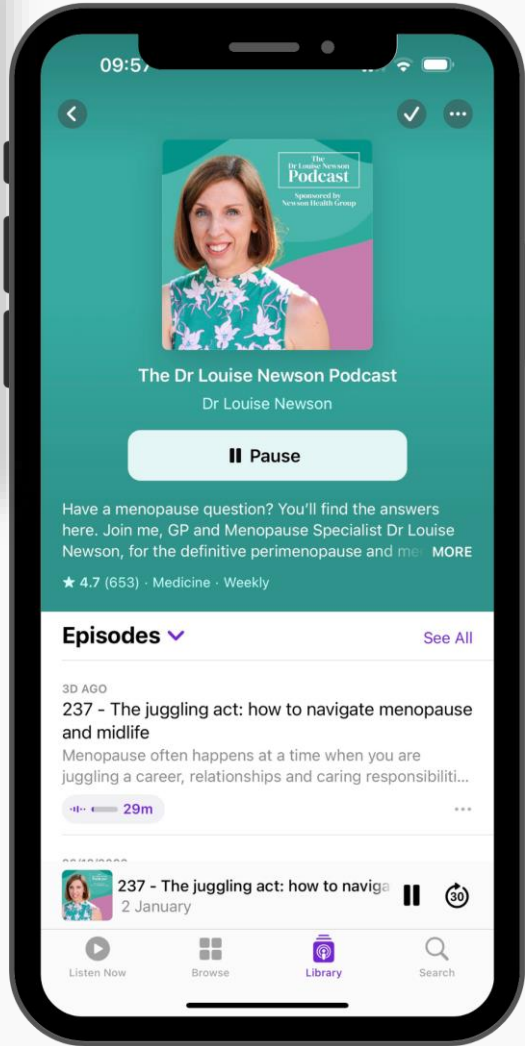 09:57
The
Dr Louise Newson
Podcast
Sponsored by
Newson Health Group
The Dr Louise Newson Podcast
Dr Louise Newson
Pause
Have a menopause question? You'll find the answers
here. Join me, GP and Menopause Specialist Dr Louise
Newson, for the definitive perimenopause and me MORE
★ 4.7 (653) · Medicine · Weekly
Episodes
See All
3D AGO
237 - The juggling act: how to navigate menopause
and midlife
Menopause often happens at a time when you are
juggling a career, relationships and caring responsibiliti...
29m
237 - The juggling act: how to naviga
2 January
30
Listen Now
Browse
Library
Search